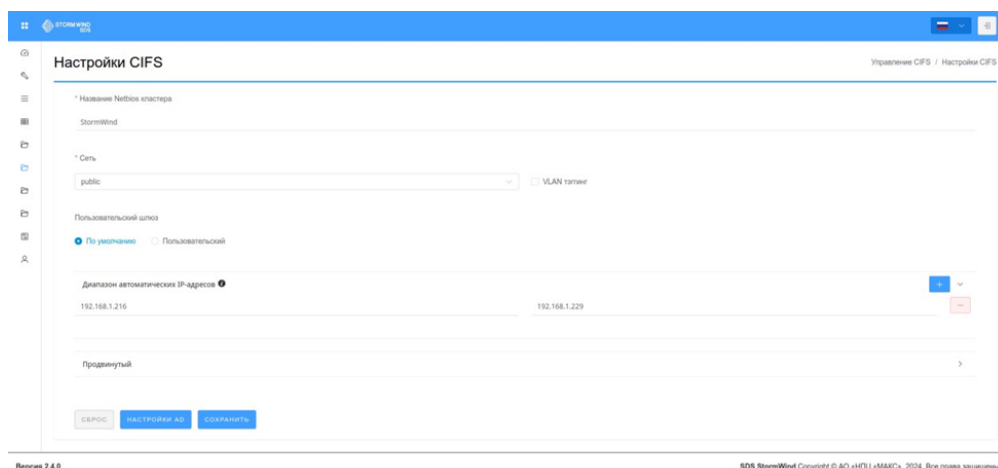 STORMWIND
SDS
Настройки CIFS
Управление CIFS / Настройки CIFS
* Название Netbios кластера
StormWind
* Сеть
public
VLAN тэгинг
Пользовательский шлюз
По умолчанию
Пользовательский
Диапазон автоматических IP-адресов
192.168.1.216
192.168.1.229
Продвинутый
СБРОС
НАСТРОЙКИ AD
СОХРАНИТЬ
Версия 2.4.0
SDS StormWind Copyright © АО «НПЦ «МАКС», 2024. Все права защищены